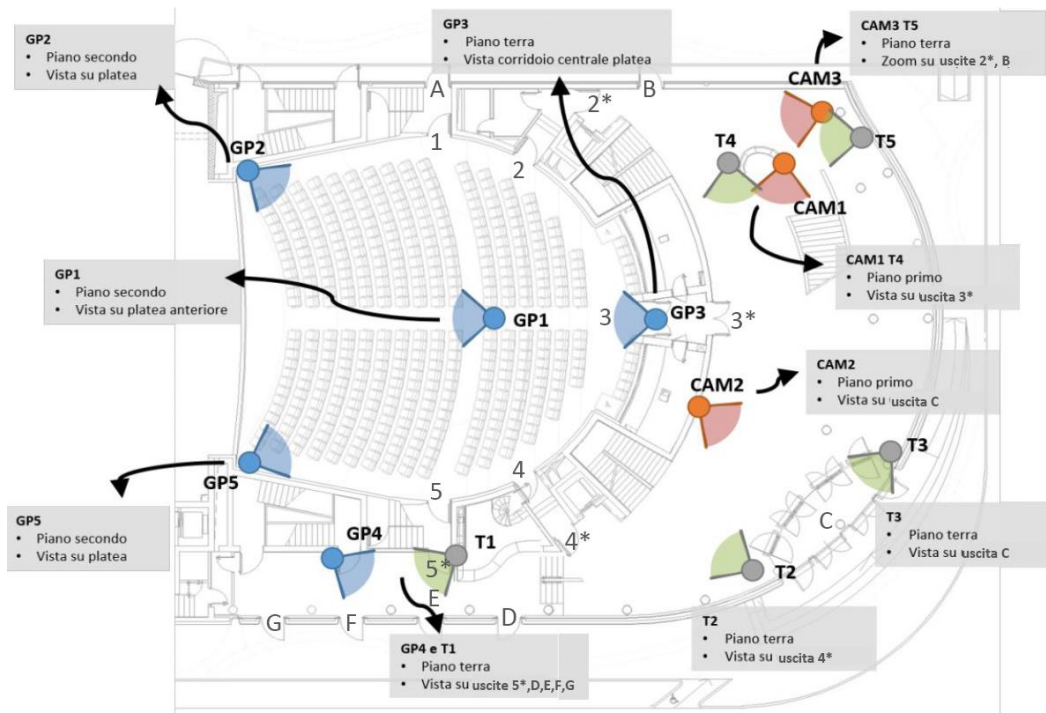 GP2
• Piano secondo
• Vista su platea
GP3
• Piano terra
• Vista corridoio centrale platea
CAM3 T5
• Piano terra
• Zoom su uscite 2*, B
A
B
2*
CAM3
1
T4
T5
GP2
2
CAM1
GP1
• Piano secondo
• Vista su platea anteriore
CAM1 T4
• Piano primo
• Vista su uscita 3*
GP1
3
GP3
3*
CAM2
CAM2
• Piano primo
• Vista su uscita C
T3
4
GP5
5
GP5
• Piano secondo
• Vista su platea
C
T3
• Piano terra
• Vista su uscita C
GP4
T1
4*
5*
T2
E
G
F
D
GP4 e T1
• Piano terra
• Vista su uscite 5*,D,E,F,G
T2
• Piano terra
• Vista su uscita 4*